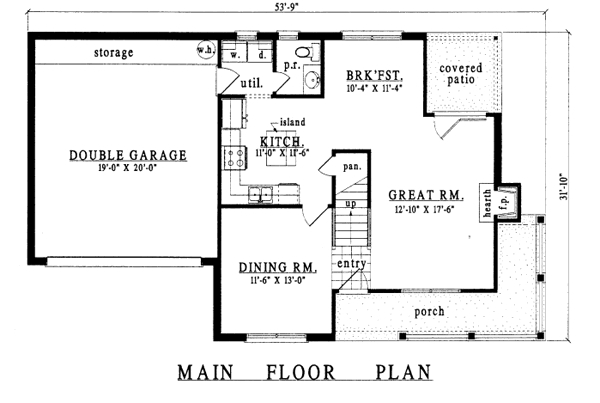 53'-9"
storage
w.h.
w. d.
p.r.
util.
BRK'FST.
10'-4" X 11'-4"
covered
patio
island
KITCH.
11'-0" X 11'-6"
DOUBLE GARAGE
19'-0" X 20'-0"
pan.
GREAT RM.
12'-10" X 17'-6"
up
hearth
f.p.
31'-10"
DINING RM.
11'-6" X 13'-0"
entry
porch
MAIN FLOOR PLAN